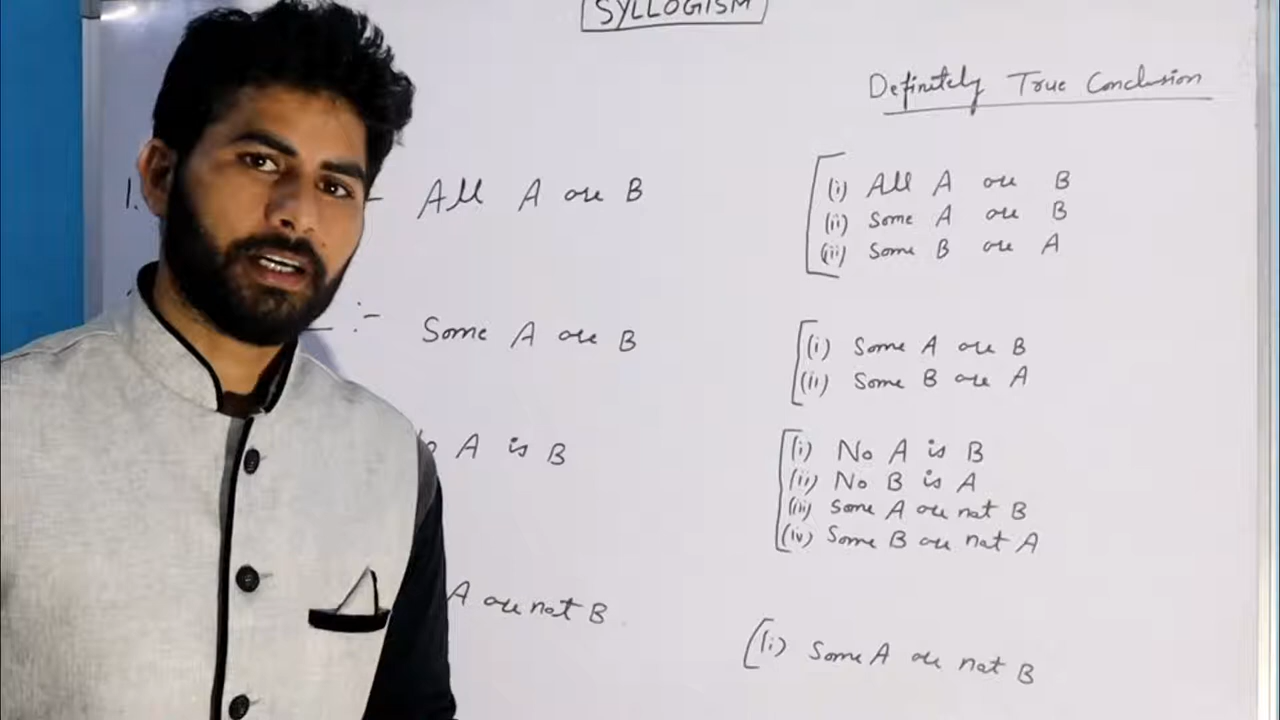 SYLLOGISM
Definitely True Conclusion
1. - All A are B
(i) All A are B
(ii) Some A are B
(iii) Some B are A
:- Some A are B
(i) Some A are B
(ii) Some B are A
A is B
(i) No A is B
(ii) No B is A
(iii) Some A are not B
(iv) Some B are not A
A are not B
(i) Some A are not B